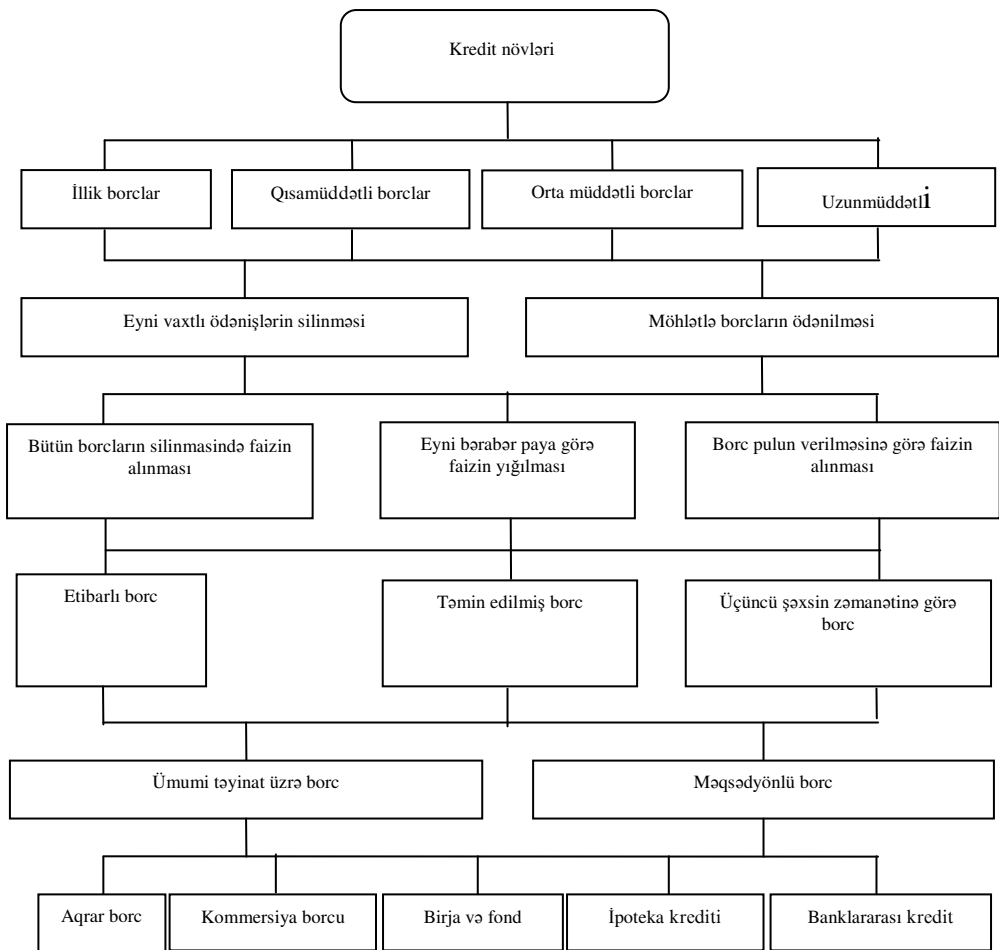 Kredit növləri
İllik borclar
Qısamüddətli borclar
Orta müddətli borclar
Uzunmüddətli
Eyni vaxtlı ödənişlərin silinməsi
Möhlətlə borcların ödənilməsi
Bütün borcların silinmasində faizin
alınması
Eyni bərabər paya görə
faizin yığılması
Borc pulun verilməsinə görə faizin
alınması
Etibarlı borc
Təmin edilmiş borc
Üçüncü şəxsin zəmanətinə görə
borc
Ümumi təyinat üzrə borc
Məqsədyönlü borc
Aqrar borc
Kommersiya borcu
Birja və fond
İpoteka krediti
Banklararası kredit